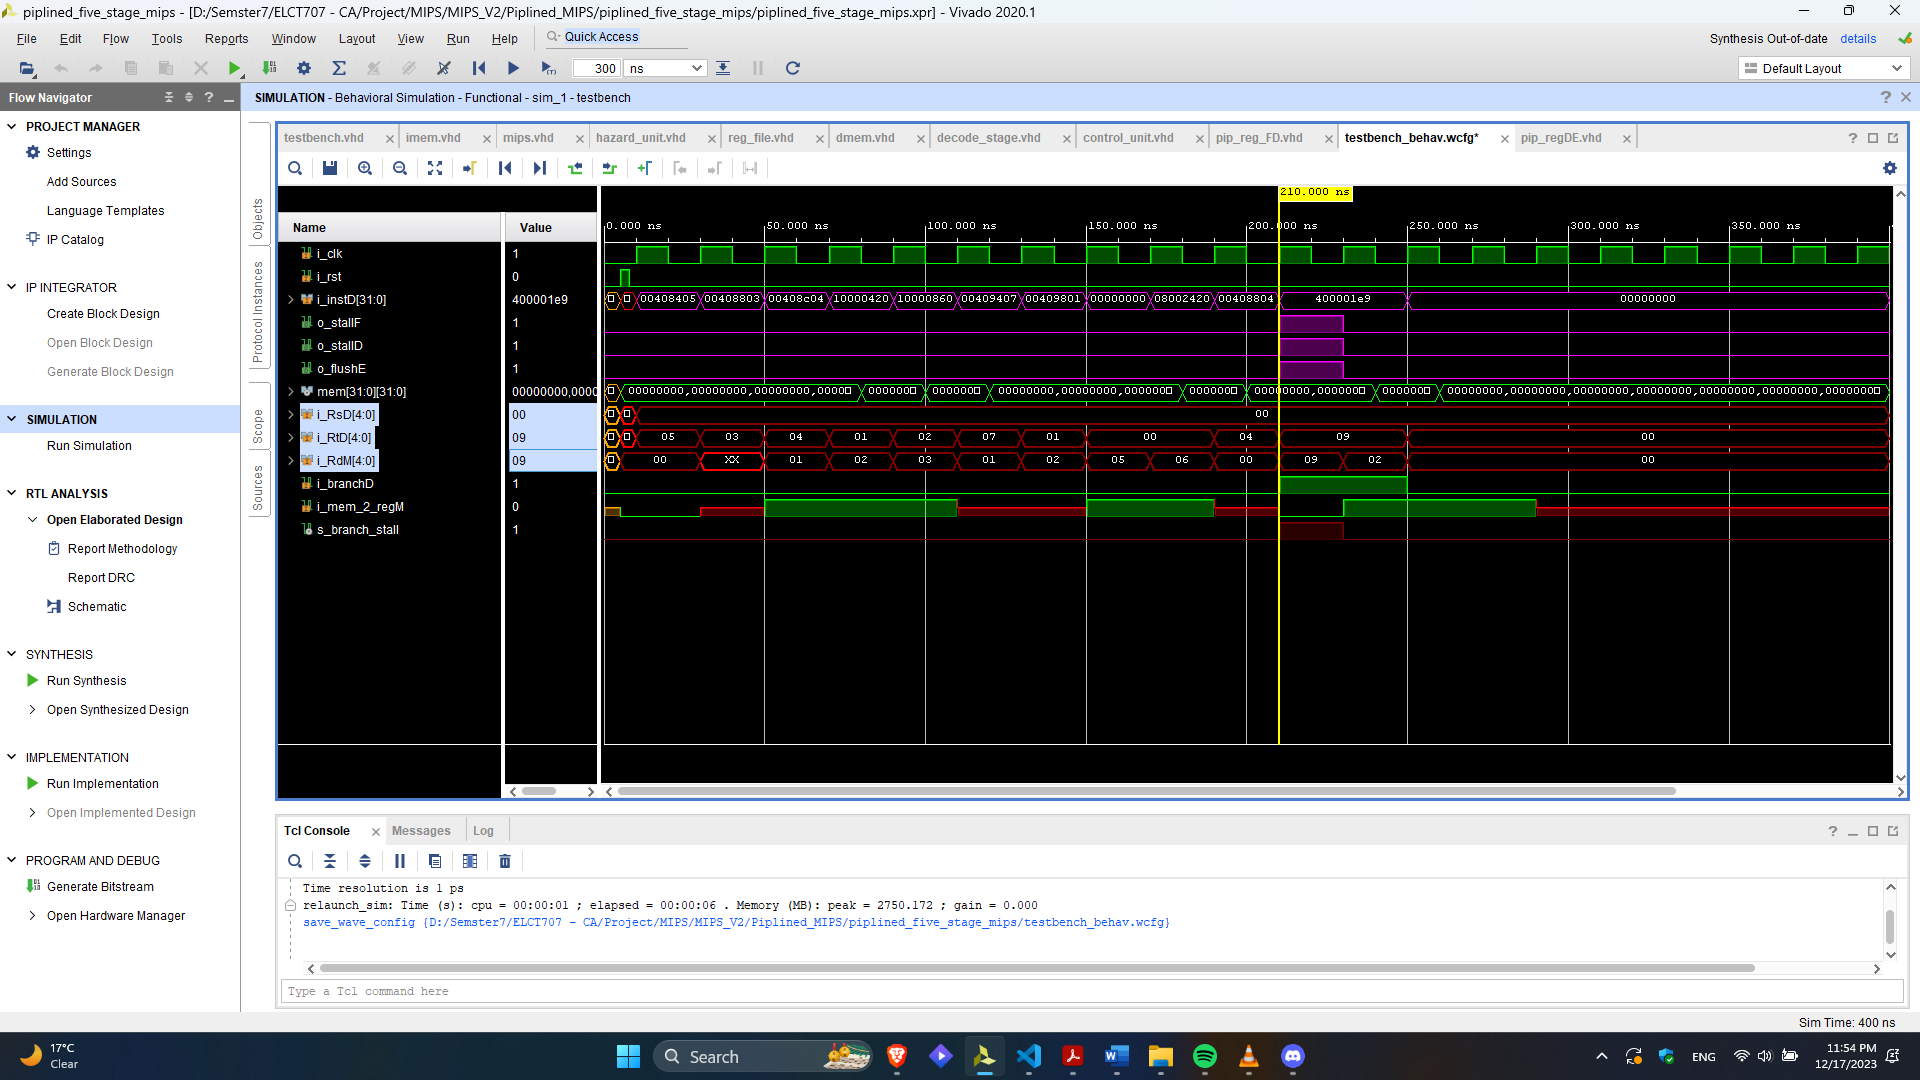 piplined_five_stage_mips - [D:/Semster7/ELCT707 - CA/Project/MIPS/MIPS_V2/Piplined_MIPS/piplined_five_stage_mips/piplined_five_stage_mips.xpr] - Vivado 2020.1
File Edit Flow Tools Reports Window Layout View Run Help Quick Access
Synthesis Out-of-date details
300 ns
Default Layout
Flow Navigator
SIMULATION - Behavioral Simulation - Functional - sim_1 - testbench
PROJECT MANAGER
Settings
Add Sources
Language Templates
IP Catalog
IP INTEGRATOR
Create Block Design
Open Block Design
Generate Block Design
SIMULATION
Run Simulation
RTL ANALYSIS
Open Elaborated Design
Report Methodology
Report DRC
Schematic
SYNTHESIS
Run Synthesis
Open Synthesized Design
IMPLEMENTATION
Run Implementation
Open Implemented Design
PROGRAM AND DEBUG
Generate Bitstream
Open Hardware Manager
Objects
Protocol Instances
Scope
Sources
testbench.vhd imem.vhd mips.vhd hazard_unit.vhd reg_file.vhd dmem.vhd decode_stage.vhd control_unit.vhd pip_reg_FD.vhd testbench_behav.wcfg* pip_regDE.vhd
210.000 ns
Name Value 0.000 ns 50.000 ns 100.000 ns 150.000 ns 200.000 ns 250.000 ns 300.000 ns 350.000 ns
i_clk 1
i_rst 0
i_instD[31:0] 400001e9 00408405 00408803 00408c04 10000420 10000860 00409407 00409801 00000000 08002420 00408804 400001e9 00000000
o_stallF 1
o_stallD 1
o_flushE 1
mem[31:0][31:0] 00000000,0000 00000000,00000000,00000000,0000 0000000 0000000 00000000,00000000,00000000,0000 0000000 00000000,000000 000000 00000000,00000000,00000000,00000000,00000000,0000000
i_RsD[4:0] 00 00
i_RtD[4:0] 09 05 03 04 01 02 07 01 00 04 09 00
i_RdM[4:0] 09 00 XX 01 02 03 01 02 05 06 00 09 02 00
i_branchD 1
i_mem_2_regM 0
s_branch_stall 1
Tcl Console Messages Log
Time resolution is 1 ps
relaunch_sim: Time (s): cpu = 00:00:01 ; elapsed = 00:00:06 . Memory (MB): peak = 2750.172 ; gain = 0.000
save_wave_config {D:/Semster7/ELCT707 - CA/Project/MIPS/MIPS_V2/Piplined_MIPS/piplined_five_stage_mips/testbench_behav.wcfg}
Type a Tcl command here
Sim Time: 400 ns
17°C
Clear
Search
ENG
11:54 PM
12/17/2023